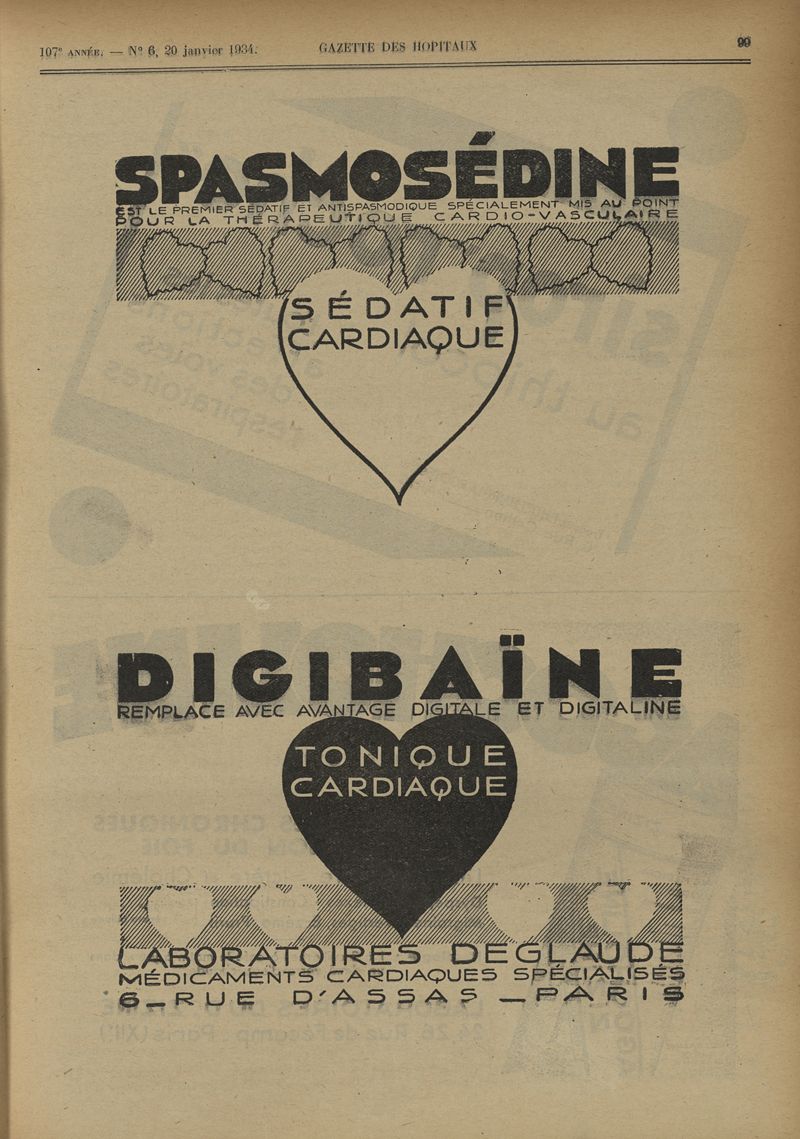 107e ANNÉE. — No 6, 20 janvier 1934.
GAZETTE DES HOPITAUX
99
SPASMOSÉDINE
EST LE PREMIER SÉDATIF ET ANTISPASMODIQUE SPÉCIALEMENT MIS AU POINT
POUR LA THÉRAPEUTIQUE CARDIO-VASCULAIRE
SÉDATIF
CARDIAQUE
DIGIBAÏNE
REMPLACE AVEC AVANTAGE DIGITALE ET DIGITALINE
TONIQUE
CARDIAQUE
LABORATOIRES DEGLAUDE
MÉDICAMENTS CARDIAQUES SPÉCIALISÉS
6_RUE D'ASSAS _ PARIS